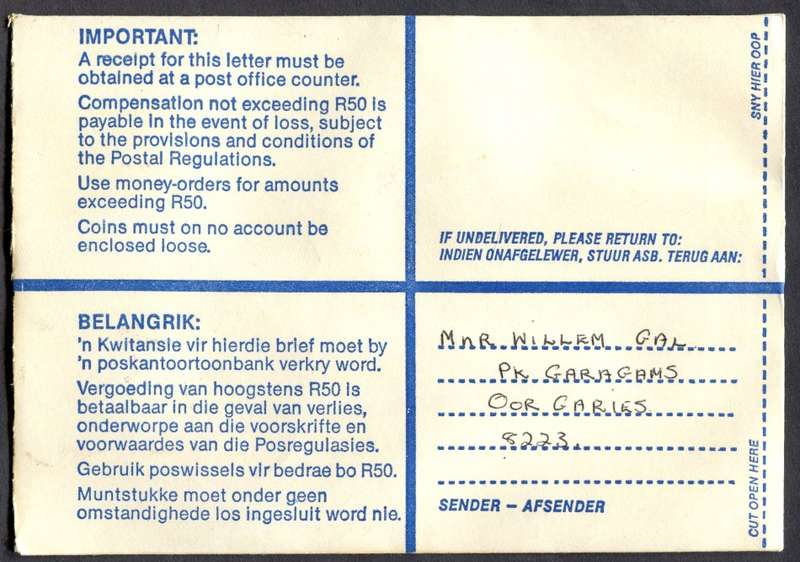 IMPORTANT:
A receipt for this letter must be
obtained at a post office counter.
Compensation not exceeding R50 is
payable in the event of loss, subject
to the provisions and conditions of
the Postal Regulations.
Use money-orders for amounts
exceeding R50.
Coins must on no account be
enclosed loose.
SNY HIER OOP
IF UNDELIVERED, PLEASE RETURN TO:
INDIEN ONAFGELEWER, STUUR ASB. TERUG AAN:
BELANGRIK:
'n Kwitansie vir hierdie brief moet by
'n poskantoortoonbank verkry word.
Vergoeding van hoogstens R50 is
betaalbaar in die geval van verlies,
onderworpe aan die voorskrifte en
voorwaardes van die Posregulasies.
Gebruik poswissels vir bedrae bo R50.
Muntstukke moet onder geen
omstandighede los ingesluit word nie.
MNR WILLEM GAL
PK GARAGAMS
OOR GARIES
8223.
SENDER – AFSENDER
CUT OPEN HERE